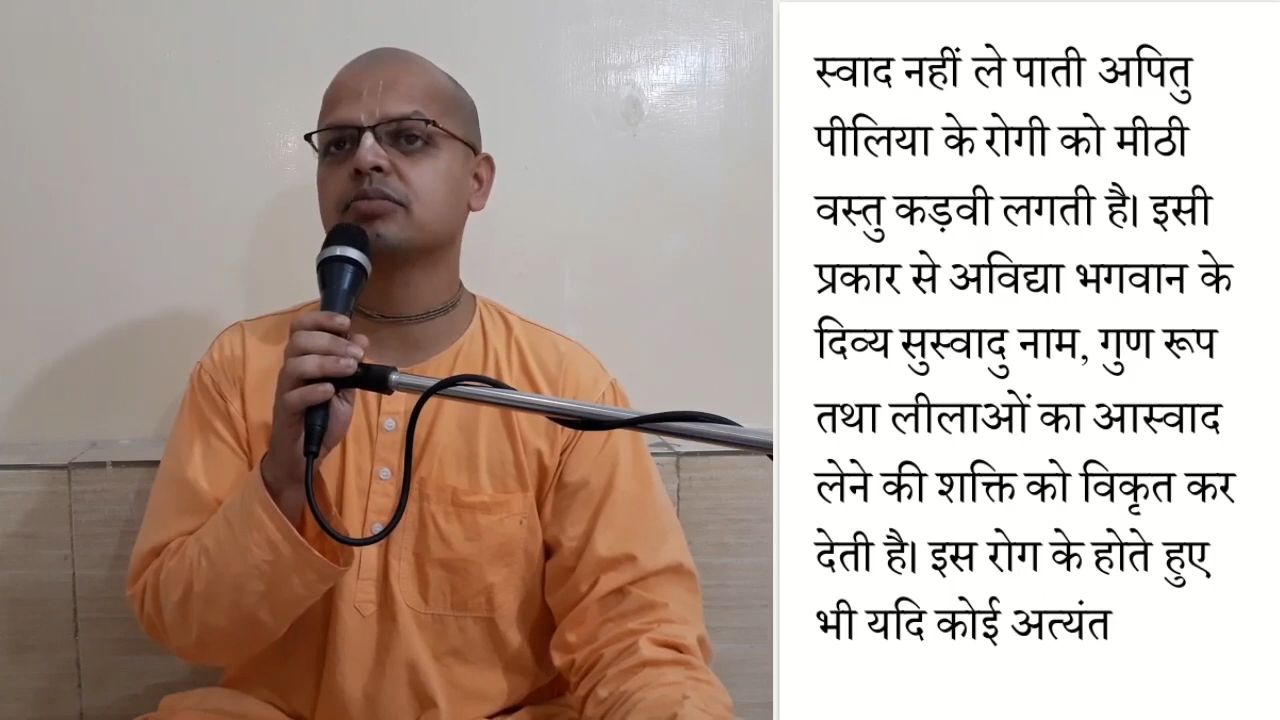 स्वाद नहीं ले पाती अपितु
पीलिया के रोगी को मीठी
वस्तु कड़वी लगती है। इसी
प्रकार से अविद्या भगवान के
दिव्य सुस्वादु नाम, गुण रूप
तथा लीलाओं का आस्वाद
लेने की शक्ति को विकृत कर
देती है। इस रोग के होते हुए
भी यदि कोई अत्यंत